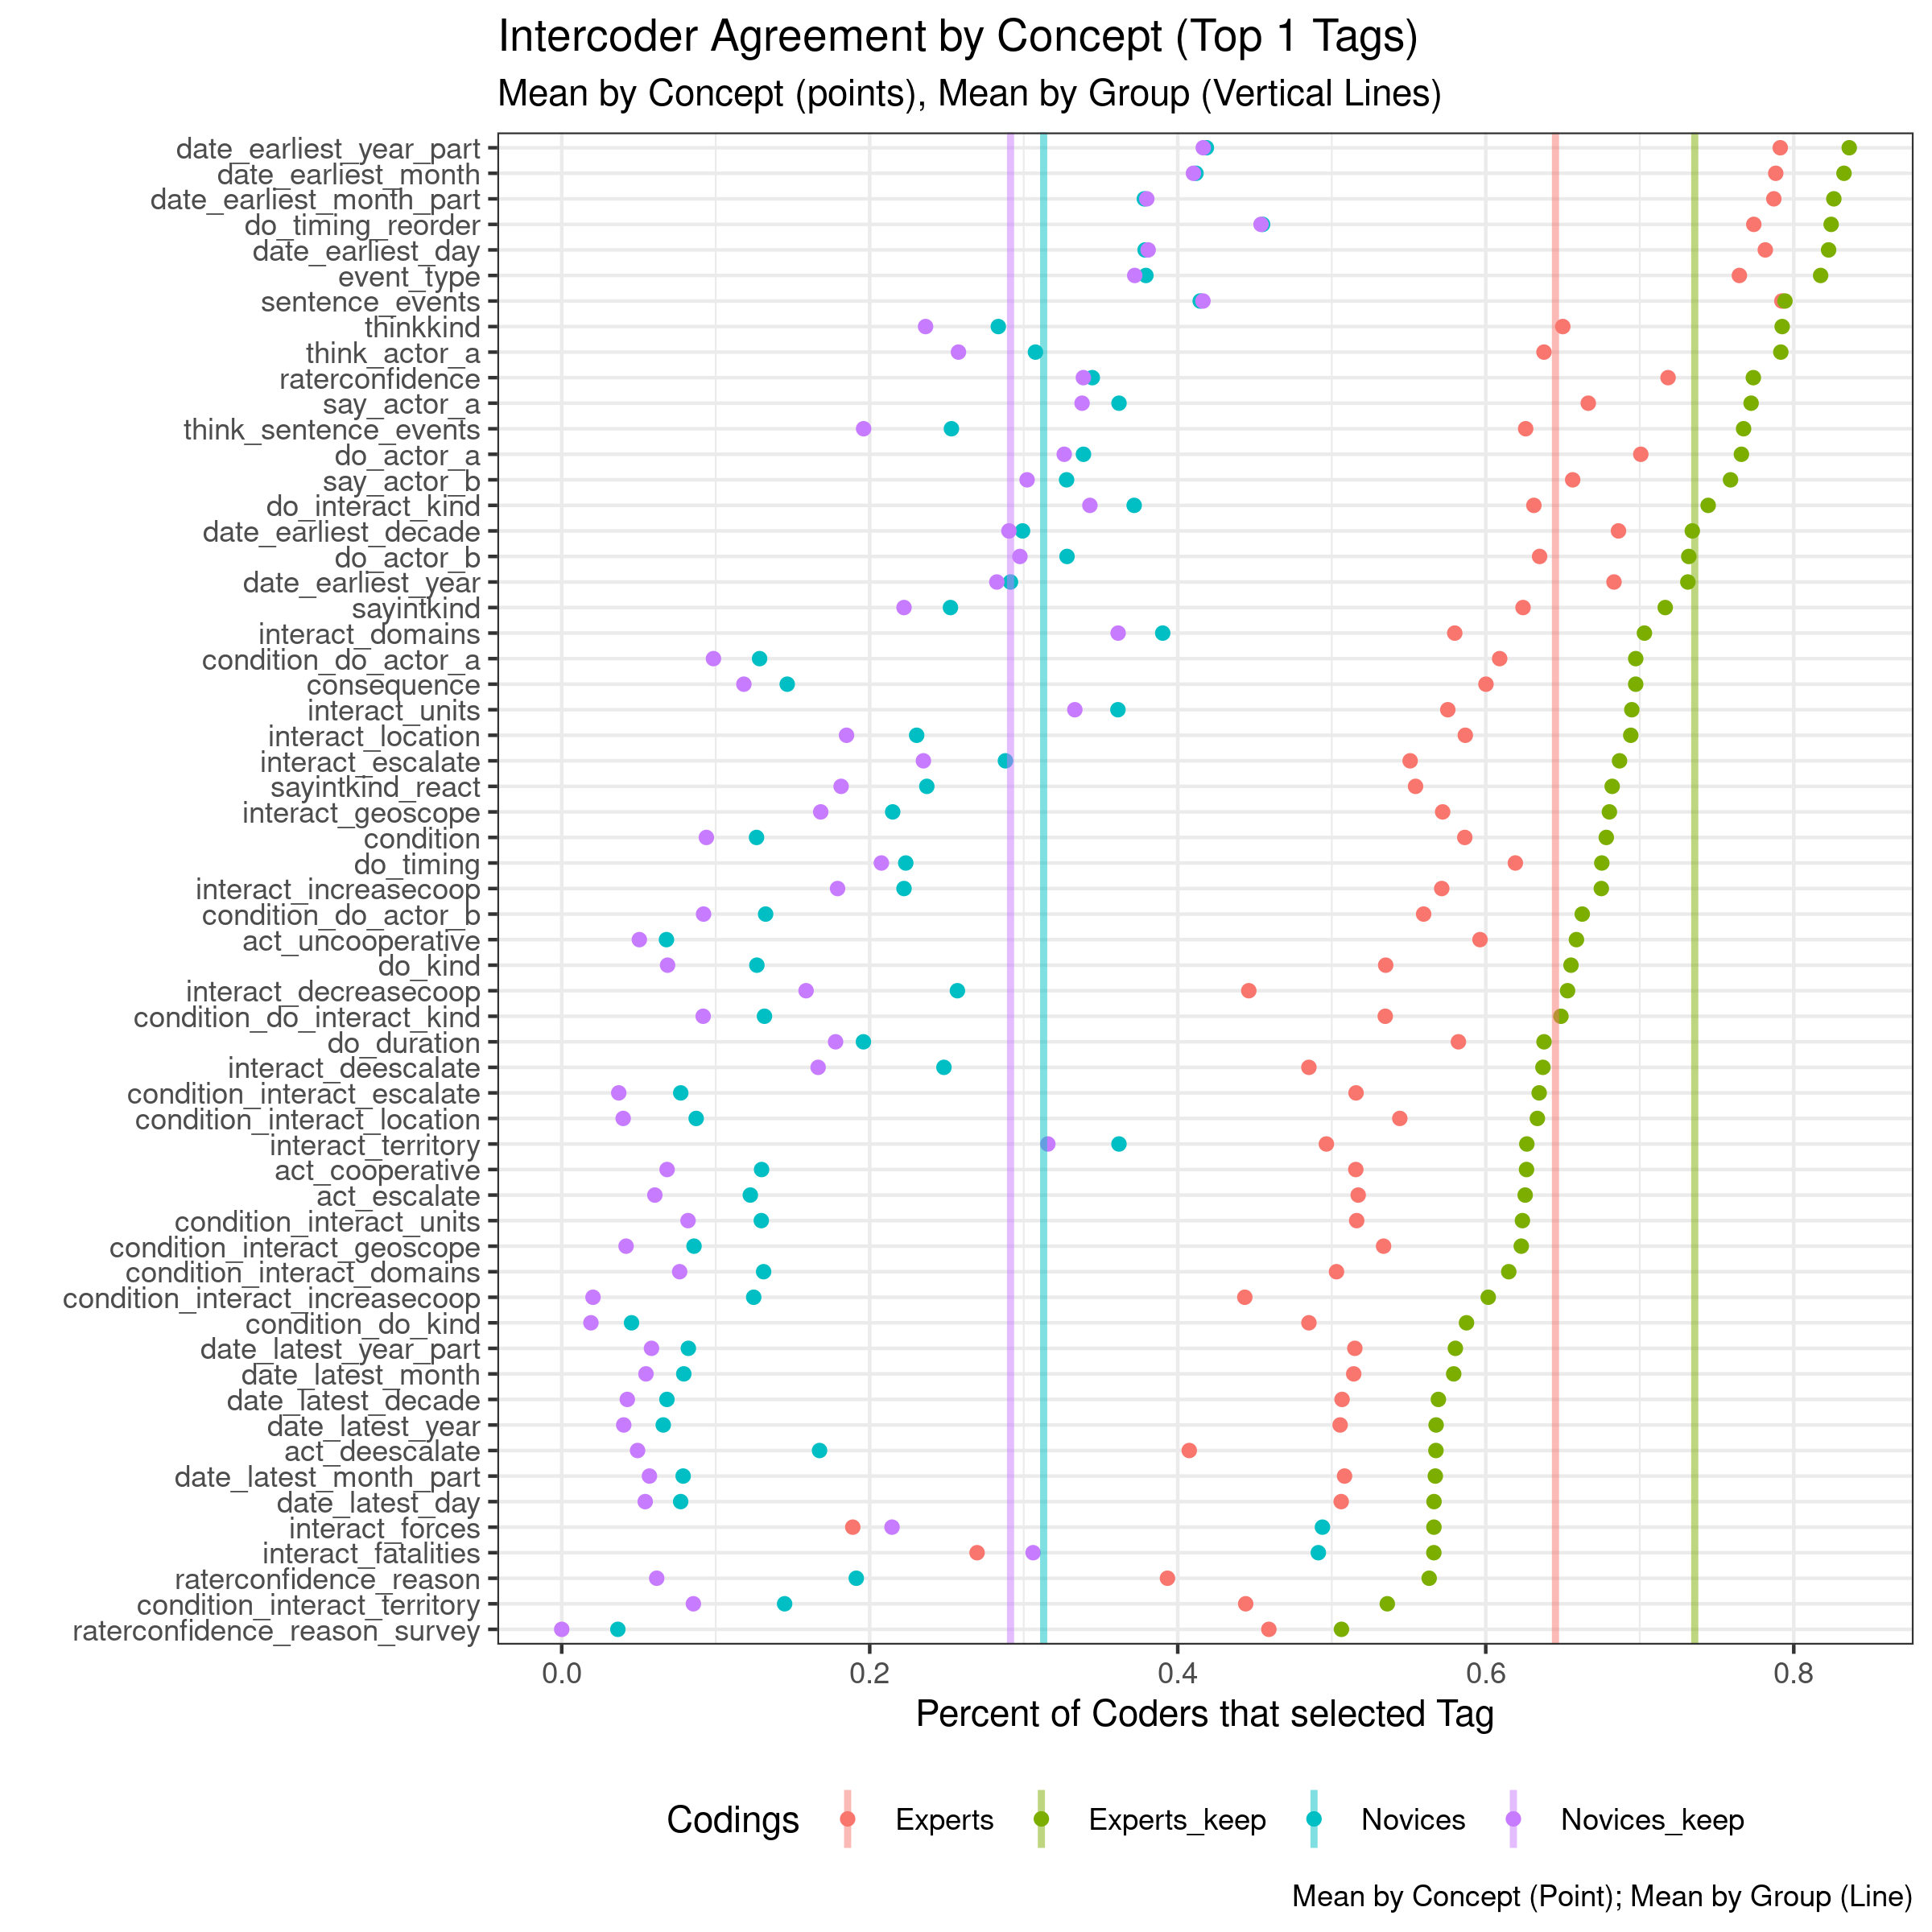 Intercoder Agreement by Concept (Top 1 Tags)
Mean by Concept (points), Mean by Group (Vertical Lines)
date_earliest_year_part
date_earliest_month
date_earliest_month_part
do_timing_reorder
date_earliest_day
event_type
sentence_events
thinkkind
think_actor_a
raterconfidence
say_actor_a
think_sentence_events
do_actor_a
say_actor_b
do_interact_kind
date_earliest_decade
do_actor_b
date_earliest_year
sayintkind
interact_domains
condition_do_actor_a
consequence
interact_units
interact_location
interact_escalate
sayintkind_react
interact_geoscope
condition
do_timing
interact_increasecoop
condition_do_actor_b
act_uncooperative
do_kind
interact_decreasecoop
condition_do_interact_kind
do_duration
interact_deescalate
condition_interact_escalate
condition_interact_location
interact_territory
act_cooperative
act_escalate
condition_interact_units
condition_interact_geoscope
condition_interact_domains
condition_interact_increasecoop
condition_do_kind
date_latest_year_part
date_latest_month
date_latest_decade
date_latest_year
act_deescalate
date_latest_month_part
date_latest_day
interact_forces
interact_fatalities
raterconfidence_reason
condition_interact_territory
raterconfidence_reason_survey
0.0 0.2 0.4 0.6 0.8
Percent of Coders that selected Tag
Codings Experts Experts_keep Novices Novices_keep
Mean by Concept (Point); Mean by Group (Line)